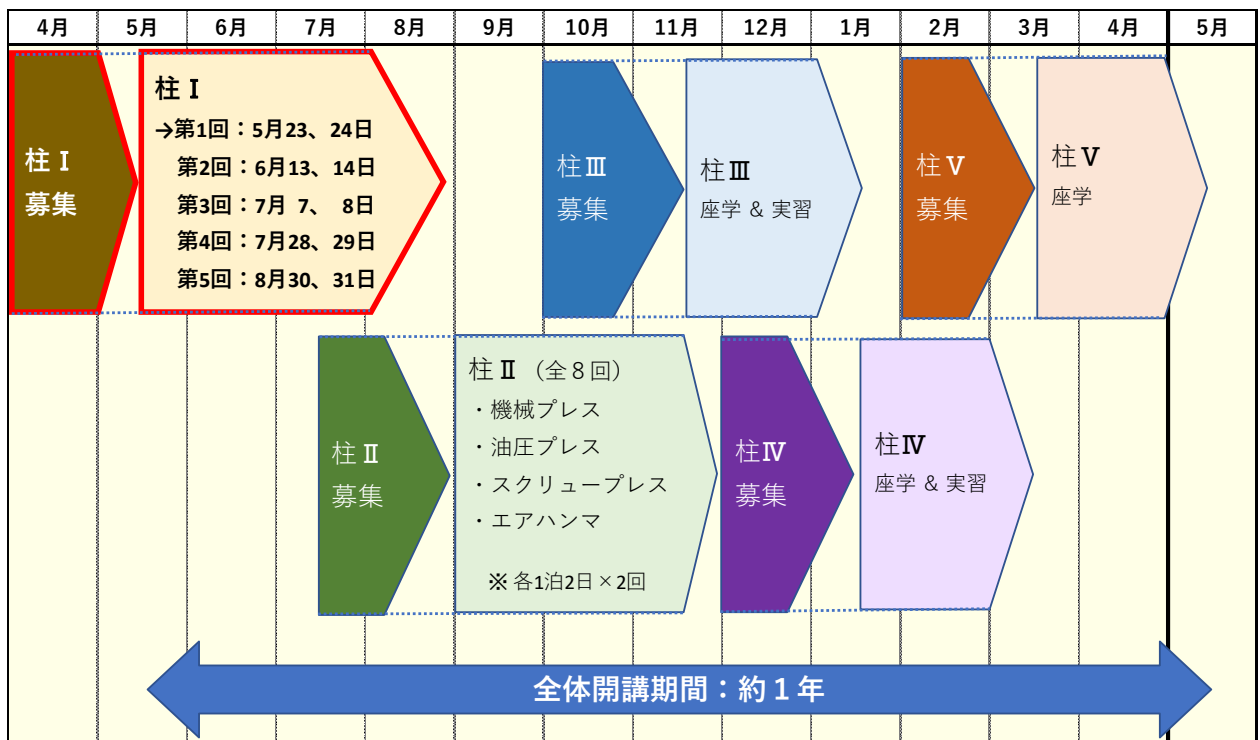 4月 5月 6月 7月 8月 9月 10月 11月 12月 1月 2月 3月 4月 5月
柱Ⅰ
募集
柱Ⅰ
→第1回：5月23、24日
第2回：6月13、14日
第3回：7月 7、 8日
第4回：7月28、29日
第5回：8月30、31日
柱Ⅲ
募集
柱Ⅲ
座学 & 実習
柱Ⅴ
募集
柱Ⅴ
座学
柱Ⅱ
募集
柱Ⅱ（全８回）
・機械プレス
・油圧プレス
・スクリュープレス
・エアハンマ
※ 各1泊2日×2回
柱Ⅳ
募集
柱Ⅳ
座学 & 実習
全体開講期間：約１年